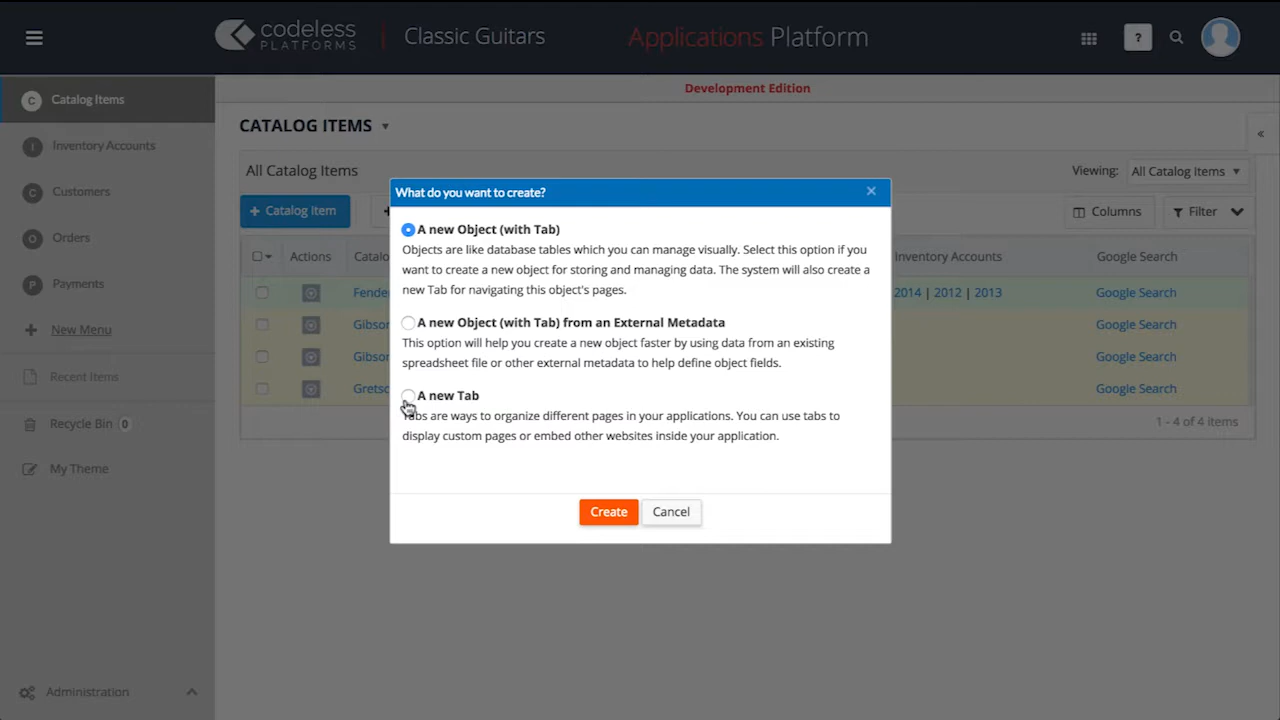 codeless
PLATFORMS
Classic Guitars
Applications Platform
?
Development Edition
C Catalog Items
I Inventory Accounts
C Customers
O Orders
P Payments
+ New Menu
Recent Items
Recycle Bin 0
My Theme
Administration
CATALOG ITEMS
«
All Catalog Items
Viewing: All Catalog Items
+ Catalog Item
+
Columns
Filter
Actions
Inventory Accounts
Google Search
2014 | 2012 | 2013
Google Search
Google Search
Google Search
Google Search
1 - 4 of 4 items
What do you want to create?
×
A new Object (with Tab)
Objects are like database tables which you can manage visually. Select this option if you
want to create a new object for storing and managing data. The system will also create a
new Tab for navigating this object's pages.
A new Object (with Tab) from an External Metadata
This option will help you create a new object faster by using data from an existing
spreadsheet file or other external metadata to help define object fields.
A new Tab
Tabs are ways to organize different pages in your applications. You can use tabs to
display custom pages or embed other websites inside your application.
Create
Cancel